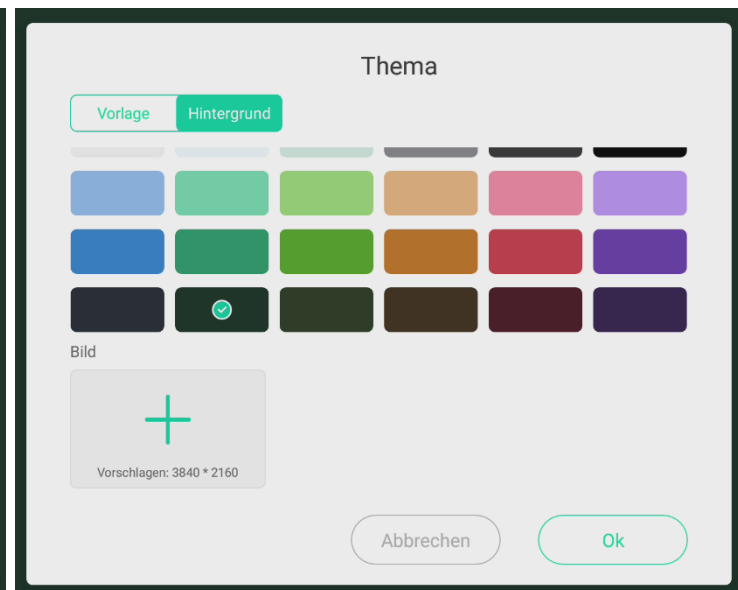 Thema
Vorlage Hintergrund
Bild
Vorschlagen: 3840 * 2160
Abbrechen Ok